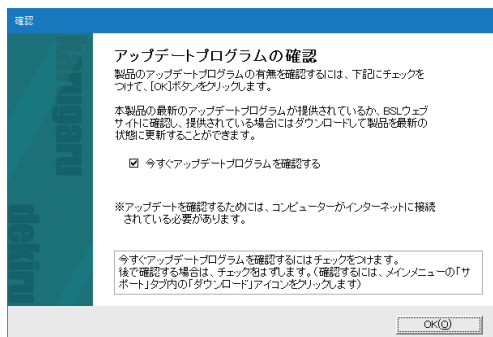 確認
アップデートプログラムの確認
製品のアップデートプログラムの有無を確認するには、下記にチェックを
つけて、[OK]ボタンをクリックします。
本製品の最新のアップデートプログラムが提供されているか、BSLウェブ
サイトに確認し、提供されている場合にはダウンロードして製品を最新の
状態に更新することができます。
今すぐアップデートプログラムを確認する
※アップデートを確認するためには、コンピューターがインターネットに接続
されている必要があります。
今すぐアップデートプログラムを確認するにはチェックをつけます。
後で確認する場合は、チェックをはずします。（確認するには、メインメニューの「サ
ポート」タブ内の「ダウンロード」アイコンをクリックします）
OK(O)
karugaru
dekiru